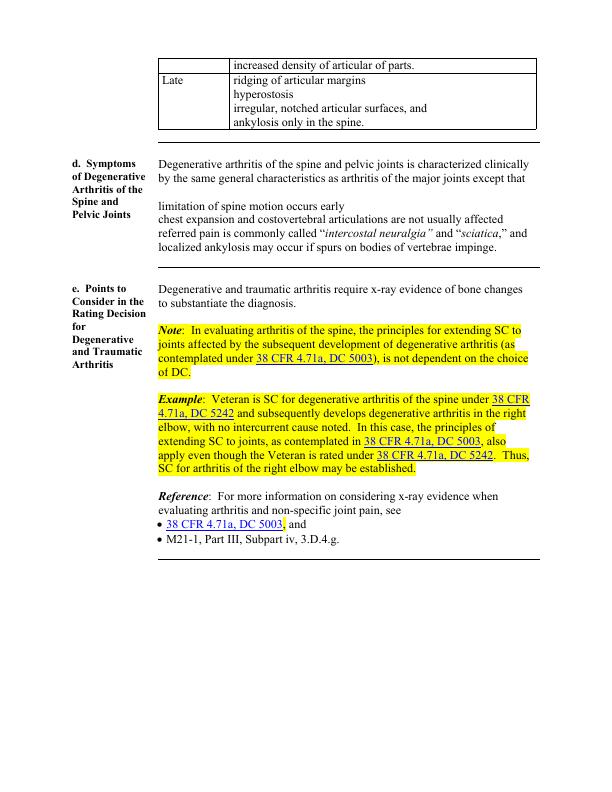 increased density of articular of parts.
Late
ridging of articular margins
hyperostosis
irregular, notched articular surfaces, and
ankylosis only in the spine.
d.  Symptoms
of Degenerative
Arthritis of the
Spine and
Pelvic Joints
Degenerative arthritis of the spine and pelvic joints is characterized clinically
by the same general characteristics as arthritis of the major joints except that
limitation of spine motion occurs early
chest expansion and costovertebral articulations are not usually affected
referred pain is commonly called “intercostal neuralgia” and “sciatica,” and
localized ankylosis may occur if spurs on bodies of vertebrae impinge.
e.  Points to
Consider in the
Rating Decision
for
Degenerative
and Traumatic
Arthritis
Degenerative and traumatic arthritis require x-ray evidence of bone changes
to substantiate the diagnosis.
Note:  In evaluating arthritis of the spine, the principles for extending SC to
joints affected by the subsequent development of degenerative arthritis (as
contemplated under 38 CFR 4.71a, DC 5003), is not dependent on the choice
of DC.
Example:  Veteran is SC for degenerative arthritis of the spine under 38 CFR
4.71a, DC 5242 and subsequently develops degenerative arthritis in the right
elbow, with no intercurrent cause noted.  In this case, the principles of
extending SC to joints, as contemplated in 38 CFR 4.71a, DC 5003, also
apply even though the Veteran is rated under 38 CFR 4.71a, DC 5242.  Thus,
SC for arthritis of the right elbow may be established.
Reference:  For more information on considering x-ray evidence when
evaluating arthritis and non-specific joint pain, see
• 38 CFR 4.71a, DC 5003, and
• M21-1, Part III, Subpart iv, 3.D.4.g.